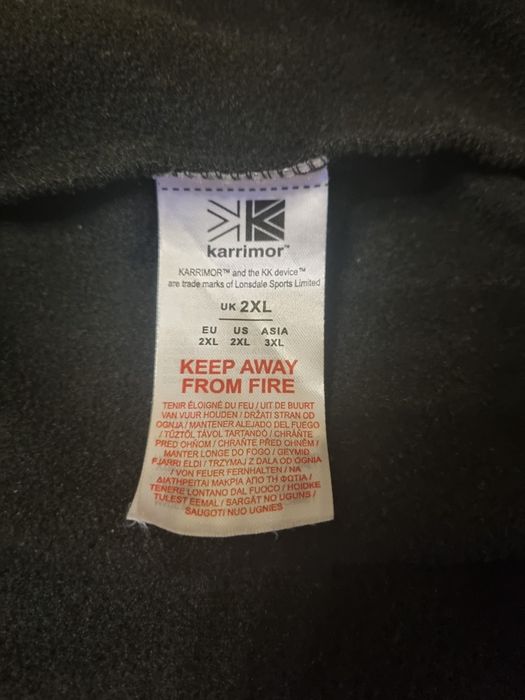 karrimor™
KARRIMOR™ and the KK device™
are trade marks of Lonsdale Sports Limited
UK 2XL
EU US ASIA
2XL 2XL 3XL
KEEP AWAY
FROM FIRE
TENIR ÉLOIGNÉ DU FEU / UIT DE BUURT
VAN VUUR HOUDEN / DRŽATI STRAN OD
OGNJA / MANTENER ALEJADO DEL FUEGO
/ TŰZTŐL TÁVOL TARTANDÓ / CHRÁŇTE
PRED OHŇOM / CHRAŇTE PŘED OHNĚM /
MANTER LONGE DO FOGO / GEYMIÐ
FJARRI ELDI / TRZYMAJ Z DALA OD OGNIA
/ VON FEUER FERNHALTEN / ΝΑ
ΔΙΑΤΗΡΕΙΤΑΙ ΜΑΚΡΙΑ ΑΠΟ ΤΗ ΦΩΤΙΑ /
TENERE LONTANO DAL FUOCO / HOIDKE
TULEST EEMAL / SARGĀT NO UGUNS /
SAUGOTI NUO UGNIES